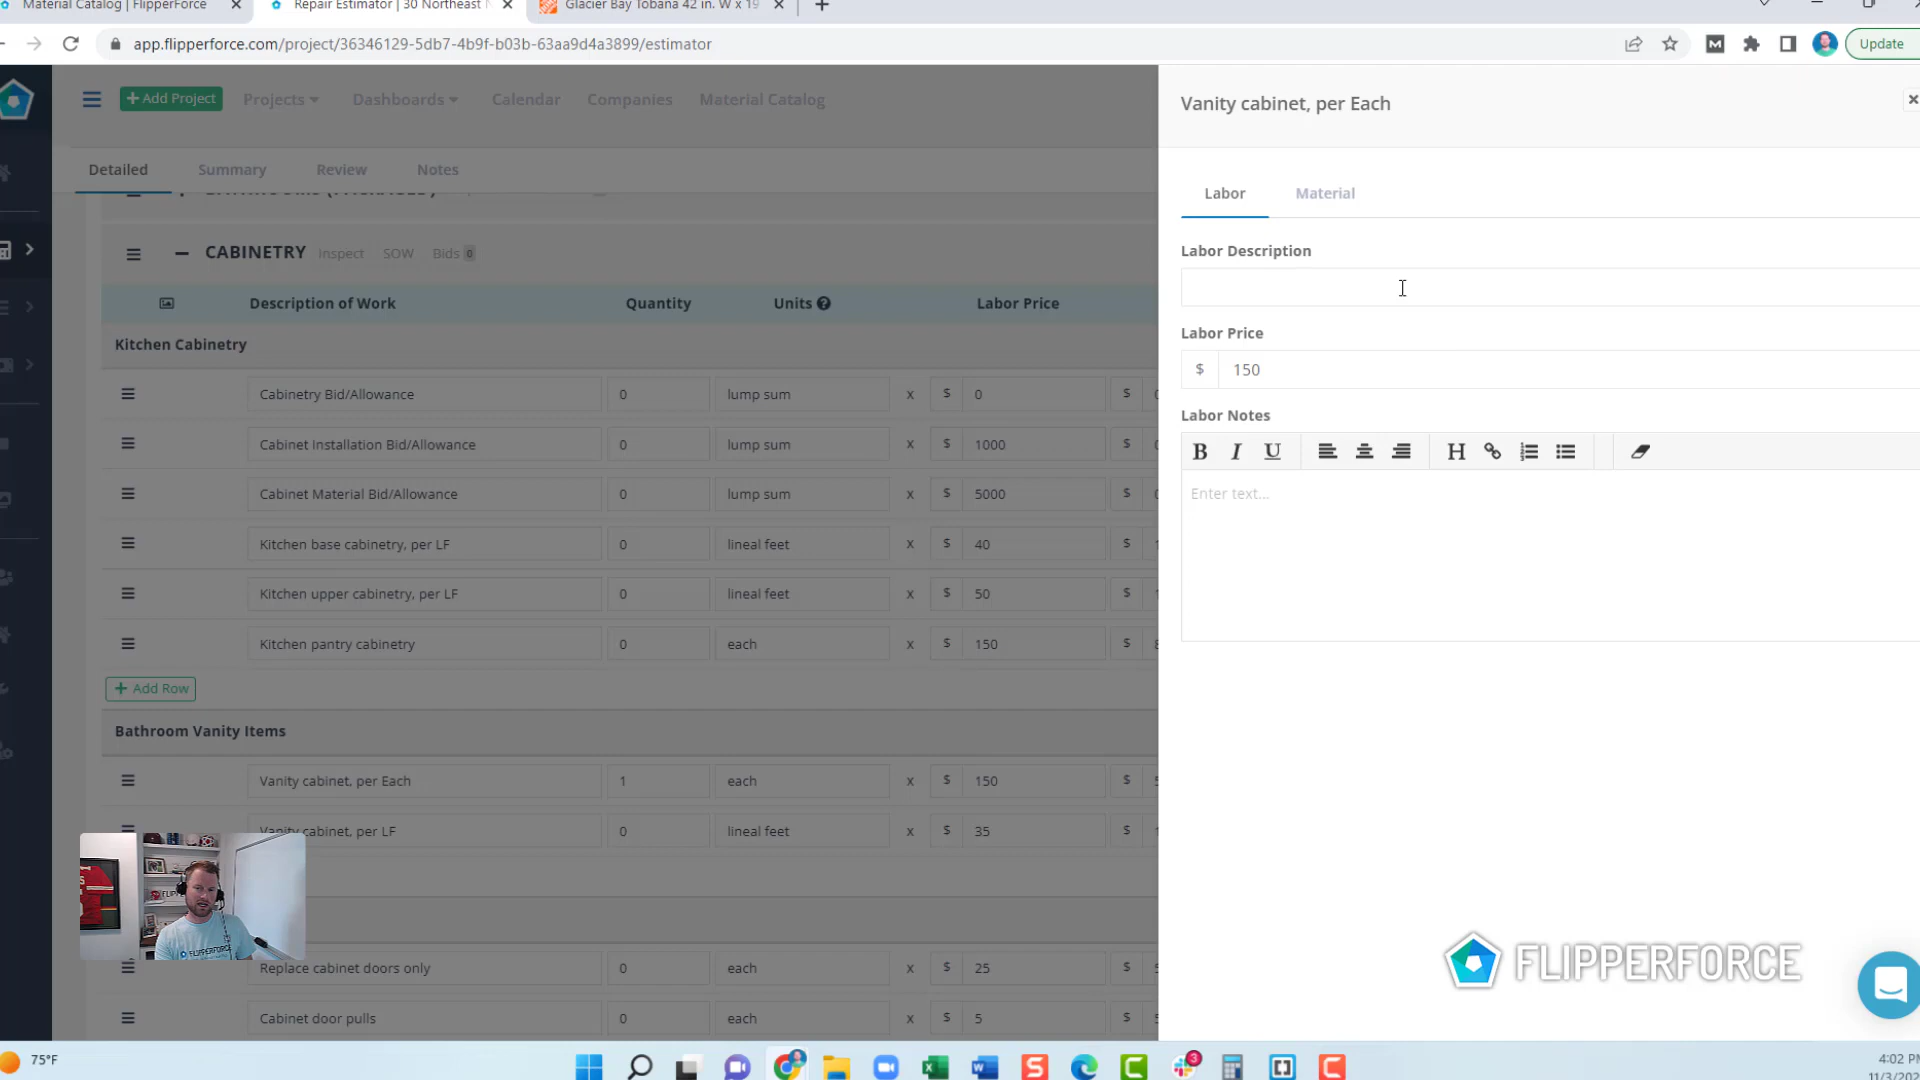 Material Catalog | FlipperForce
Repair Estimator | 30 Northeast
Glacier Bay Tobana 42 in. W x 19
app.flipperforce.com/project/36346129-5db7-4b9f-b03b-63aa9d4a3899/estimator
Update
+ Add Project
Projects
Dashboards
Calendar
Companies
Material Catalog
Detailed
Summary
Review
Notes
CABINETRY
Inspect
SOW
Bids 0
Description of Work
Quantity
Units
Labor Price
Kitchen Cabinetry
Cabinetry Bid/Allowance 0 lump sum x $ 0 $
Cabinet Installation Bid/Allowance 0 lump sum x $ 1000 $
Cabinet Material Bid/Allowance 0 lump sum x $ 5000 $
Kitchen base cabinetry, per LF 0 lineal feet x $ 40 $
Kitchen upper cabinetry, per LF 0 lineal feet x $ 50 $
Kitchen pantry cabinetry 0 each x $ 150 $
+ Add Row
Bathroom Vanity Items
Vanity cabinet, per Each 1 each x $ 150 $
Vanity cabinet, per LF 0 lineal feet x $ 35 $
Replace cabinet doors only 0 each x $ 25 $
Cabinet door pulls 0 each x $ 5 $
Vanity cabinet, per Each
Labor
Material
Labor Description
Labor Price
$ 150
Labor Notes
B I U H
Enter text...
FLIPPERFORCE
FLIPPERFORCE
75°F
3
4:02 PM